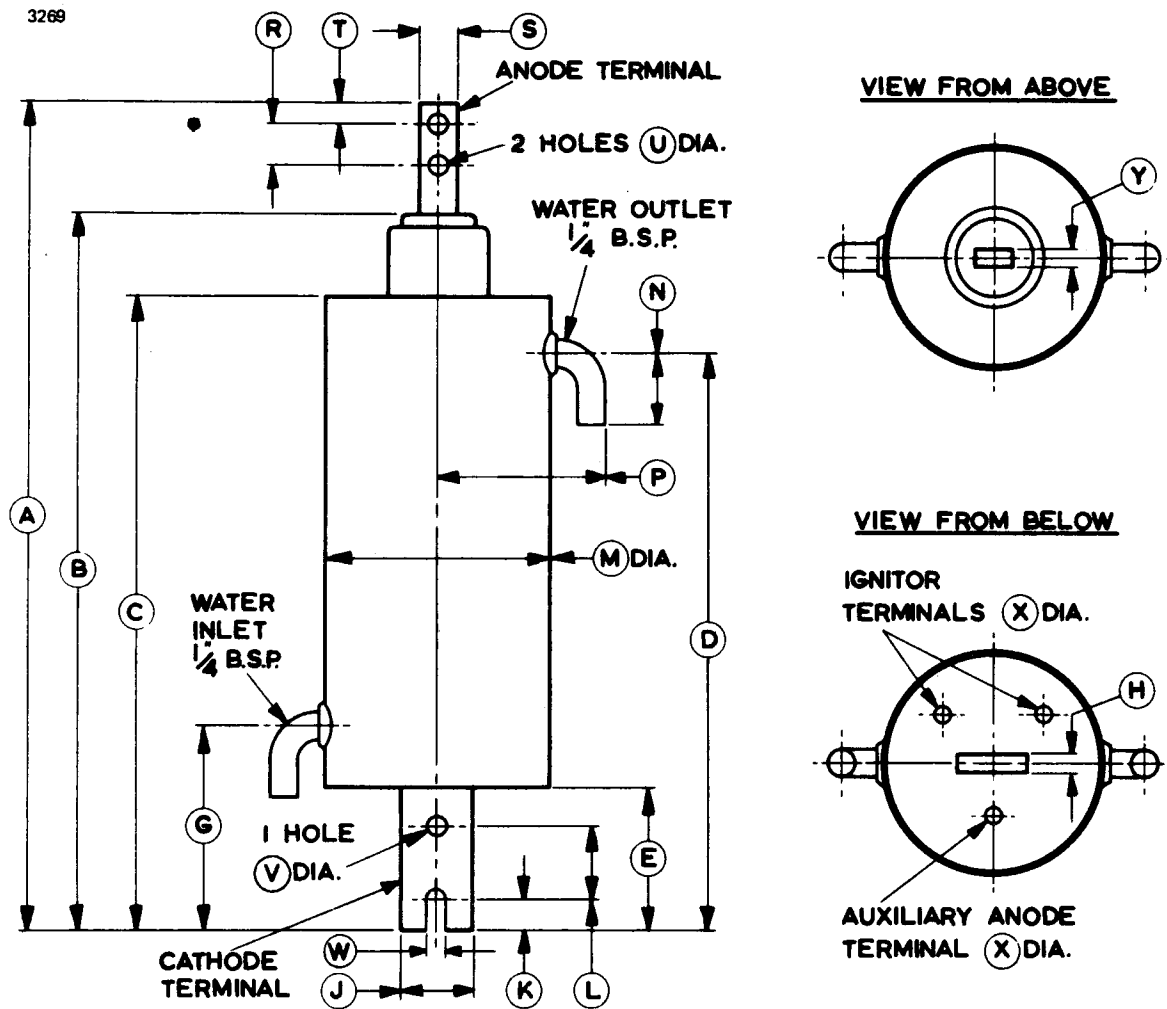 3269
R T S
ANODE TERMINAL
2 HOLES U DIA.
WATER OUTLET
1/4" B.S.P.
N
A
B
C
P
M DIA.
D
WATER
INLET
1/4" B.S.P.
G
1 HOLE
V DIA.
E
CATHODE
TERMINAL
W
J
K
L
VIEW FROM ABOVE
Y
VIEW FROM BELOW
IGNITOR
TERMINALS X DIA.
H
AUXILIARY ANODE
TERMINAL X DIA.